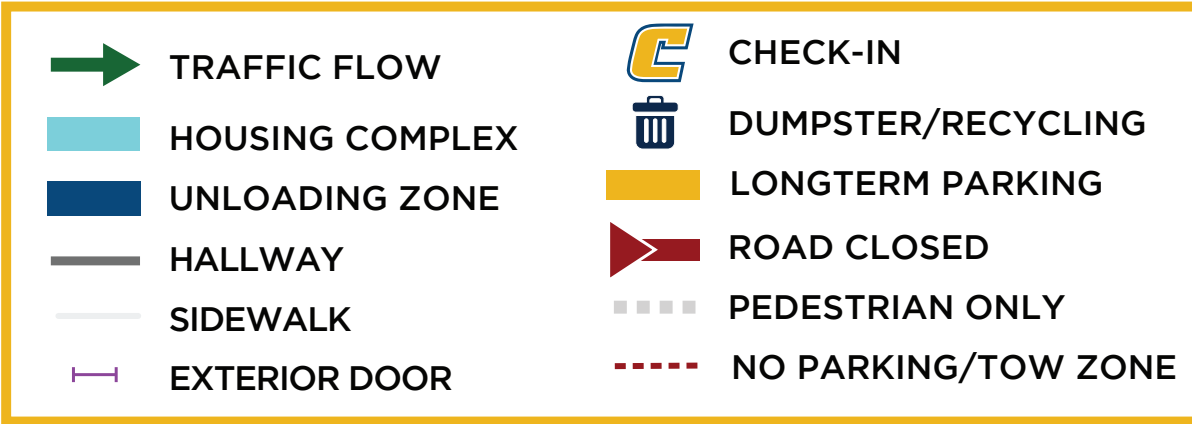 TRAFFIC FLOW
HOUSING COMPLEX
UNLOADING ZONE
HALLWAY
SIDEWALK
EXTERIOR DOOR
C
CHECK-IN
DUMPSTER/RECYCLING
LONGTERM PARKING
ROAD CLOSED
PEDESTRIAN ONLY
NO PARKING/TOW ZONE